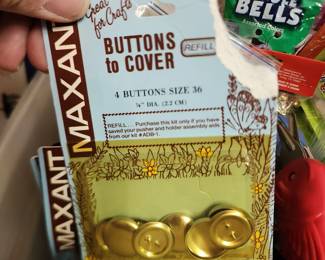 Great
for Crafts
MAXANT
BUTTONS
to COVER
REFILL
4 BUTTONS SIZE 36
⅞" DIA. (2.2 CM)
REFILL... Purchase this kit only if you have
saved your pusher and holder assembly aids
from our kit #ADB-1.
MAXANT
BELLS